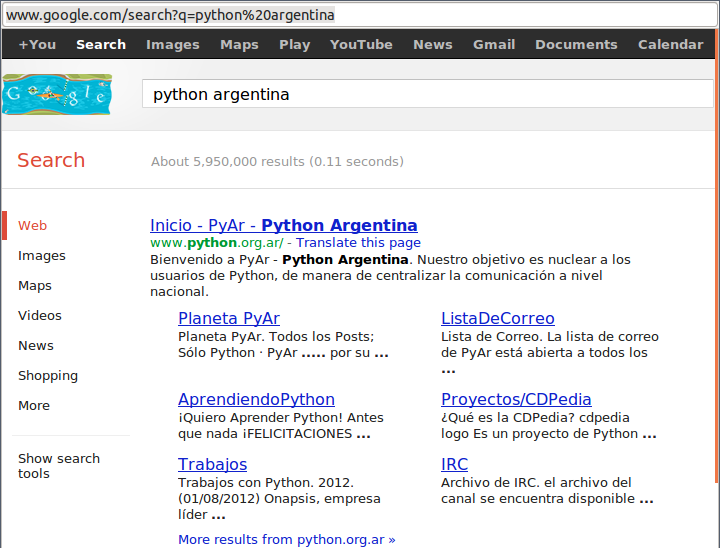 www.google.com/search?q=python%20argentina
+You Search Images Maps Play YouTube News Gmail Documents Calendar
Google
python argentina
Search
About 5,950,000 results (0.11 seconds)
Web
Images
Maps
Videos
News
Shopping
More
Show search
tools
Inicio - PyAr - Python Argentina
www.python.org.ar/ - Translate this page
Bienvenido a PyAr - Python Argentina. Nuestro objetivo es nuclear a los
usuarios de Python, de manera de centralizar la comunicación a nivel
nacional.
Planeta PyAr
Planeta PyAr. Todos los Posts;
Sólo Python · PyAr ..... por su ...
ListaDeCorreo
Lista de Correo. La lista de correo
de PyAr está abierta a todos los
...
AprendiendoPython
¡Quiero Aprender Python! Antes
que nada ¡FELICITACIONES ...
Proyectos/CDPedia
¿Qué es la CDPedia? cdpedia
logo Es un proyecto de Python ...
Trabajos
Trabajos con Python. 2012.
(01/08/2012) Onapsis, empresa
líder ...
IRC
Archivo de IRC. el archivo del
canal se encuentra disponible ...
More results from python.org.ar »